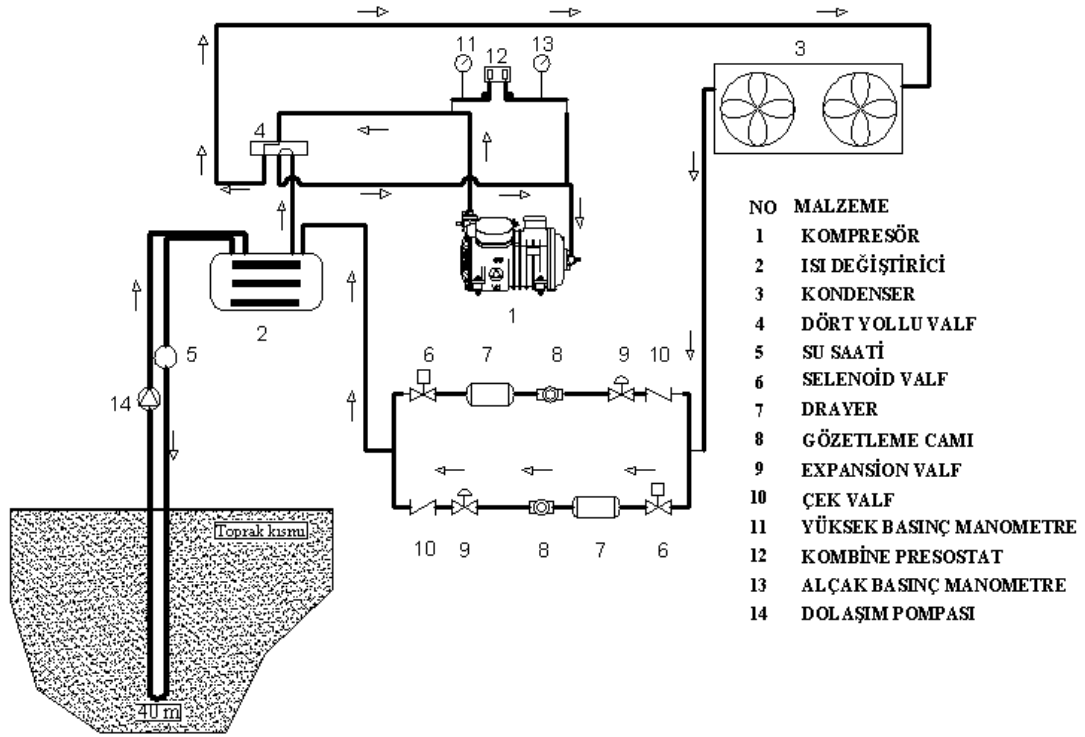 11
13
12
3
4
1
2
5
14
6
7
8
9
10
10
9
8
7
6
Toprak kısmı
40 m
NO MALZEME
1 KOMPRESÖR
2 ISI DEĞİŞTİRİCİ
3 KONDENSER
4 DÖRT YOLLU VALF
5 SU SAATİ
6 SELENOİD VALF
7 DRAYER
8 GÖZETLEME CAMI
9 EXPANSİON VALF
10 ÇEK VALF
11 YÜKSEK BASINÇ MANOMETRE
12 KOMBİNE PRESOSTAT
13 ALÇAK BASINÇ MANOMETRE
14 DOLAŞIM POMPASI